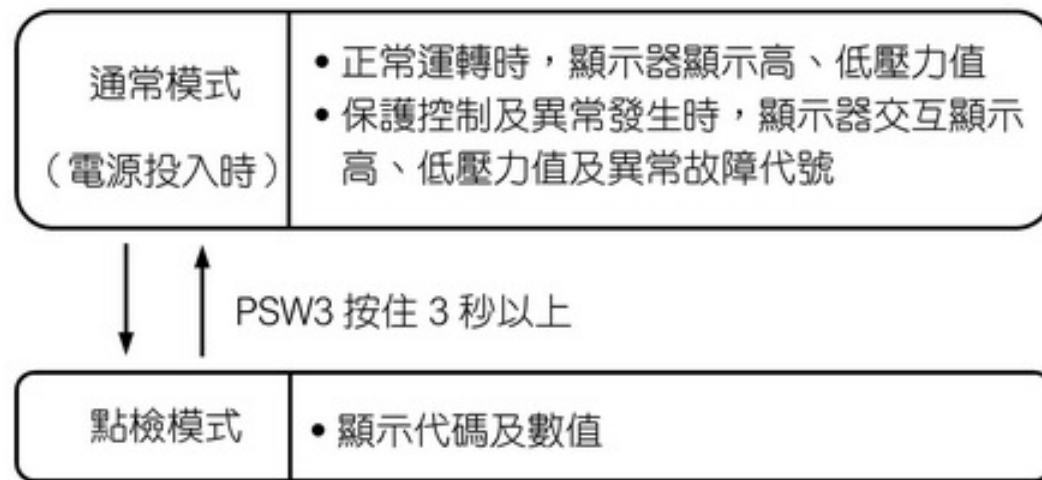 通常模式
（電源投入時）
• 正常運轉時，顯示器顯示高、低壓力值
• 保護控制及異常發生時，顯示器交互顯示
高、低壓力值及異常故障代號
PSW3 按住 3 秒以上
點檢模式
• 顯示代碼及數值